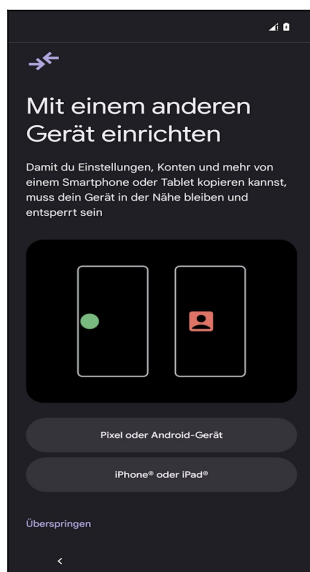 Mit einem anderen
Gerät einrichten
Damit du Einstellungen, Konten und mehr von
einem Smartphone oder Tablet kopieren kannst,
muss dein Gerät in der Nähe bleiben und
entsperrt sein
Pixel oder Android-Gerät
iPhone® oder iPad®
Überspringen